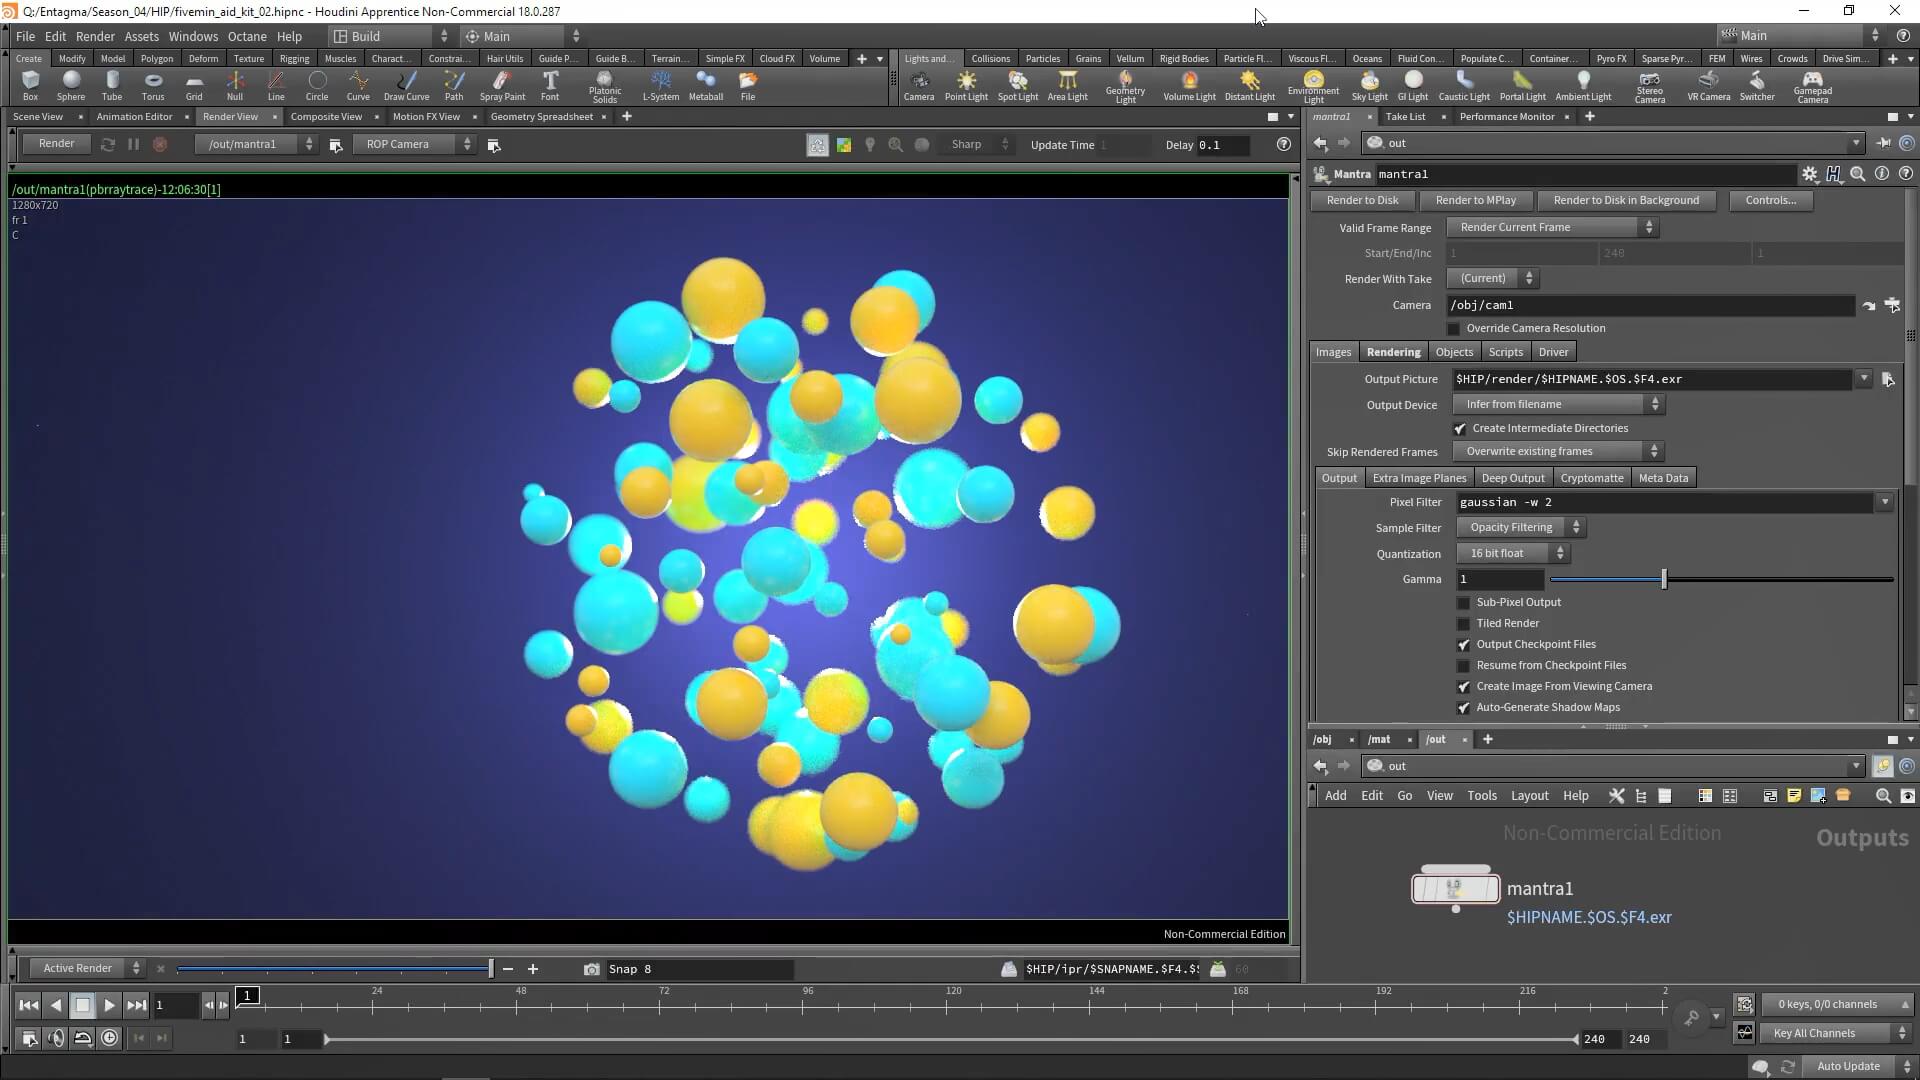 Q:/Entagma/Season_04/HIP/fivemin_aid_kit_02.hipnc - Houdini Apprentice Non-Commercial 18.0.287
File Edit Render Assets Windows Octane Help Build Main Main
Create Modify Model Polygon Deform Texture Rigging Muscles Charact... Constrai... Hair Utils Guide P... Guide B... Terrain... Simple FX Cloud FX Volume
Lights and... Collisions Particles Grains Vellum Rigid Bodies Particle Fl... Viscous Fl... Oceans Fluid Con... Populate C... Container... Pyro FX Sparse Pyr... FEM Wires Crowds Drive Sim...
Box Sphere Tube Torus Grid Null Line Circle Curve Draw Curve Path Spray Paint Font Platonic Solids L-System Metaball File
Camera Point Light Spot Light Area Light Geometry Light Volume Light Distant Light Environment Light Sky Light GI Light Caustic Light Portal Light Ambient Light Stereo Camera VR Camera Switcher Gamepad Camera
Scene View Animation Editor Render View Composite View Motion FX View Geometry Spreadsheet
Render /out/mantra1 ROP Camera Sharp Update Time 1 Delay 0.1
/out/mantra1(pbrraytrace)-12:06:30[1]
1280x720
fr 1
C
Non-Commercial Edition
Active Render Snap 8 $HIP/ipr/$SNAPNAME.$F4.$ 60
mantra1 Take List Performance Monitor
out
Mantra mantra1
Render to Disk Render to MPlay Render to Disk in Background Controls...
Valid Frame Range Render Current Frame
Start/End/Inc 1 240 1
Render With Take (Current)
Camera /obj/cam1
Override Camera Resolution
Images Rendering Objects Scripts Driver
Output Picture $HIP/render/$HIPNAME.$OS.$F4.exr
Output Device Infer from filename
Create Intermediate Directories
Skip Rendered Frames Overwrite existing frames
Output Extra Image Planes Deep Output Cryptomatte Meta Data
Pixel Filter gaussian -w 2
Sample Filter Opacity Filtering
Quantization 16 bit float
Gamma 1
Sub-Pixel Output
Tiled Render
Output Checkpoint Files
Resume from Checkpoint Files
Create Image From Viewing Camera
Auto-Generate Shadow Maps
/obj /mat /out
out
Add Edit Go View Tools Layout Help
Non-Commercial Edition
Outputs
mantra1
$HIPNAME.$OS.$F4.exr
1 1 24 48 72 96 120 144 168 192 216 2
0 keys, 0/0 channels
1 1 240 240
Key All Channels
Auto Update